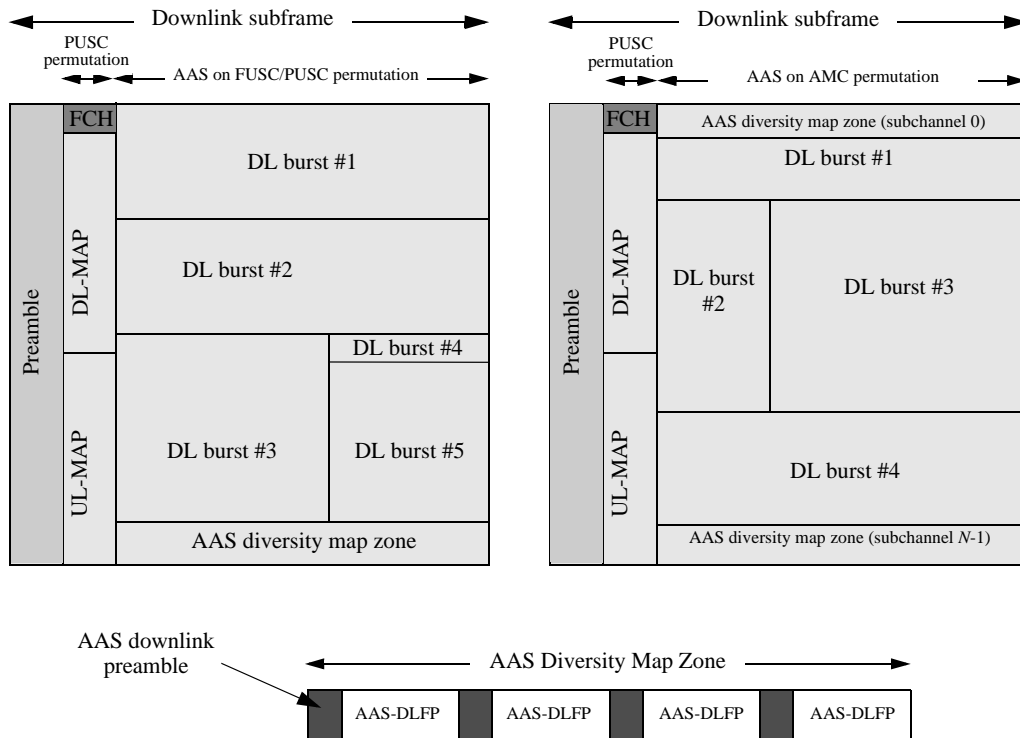 Downlink subframe
PUSC
permutation
AAS on FUSC/PUSC permutation
FCH
Preamble
DL-MAP
UL-MAP
DL burst #1
DL burst #2
DL burst #3
DL burst #4
DL burst #5
AAS diversity map zone
Downlink subframe
PUSC
permutation
AAS on AMC permutation
FCH
Preamble
DL-MAP
UL-MAP
AAS diversity map zone (subchannel 0)
DL burst #1
DL burst
#2
DL burst #3
DL burst #4
AAS diversity map zone (subchannel N-1)
AAS downlink
preamble
AAS Diversity Map Zone
AAS-DLFP
AAS-DLFP
AAS-DLFP
AAS-DLFP